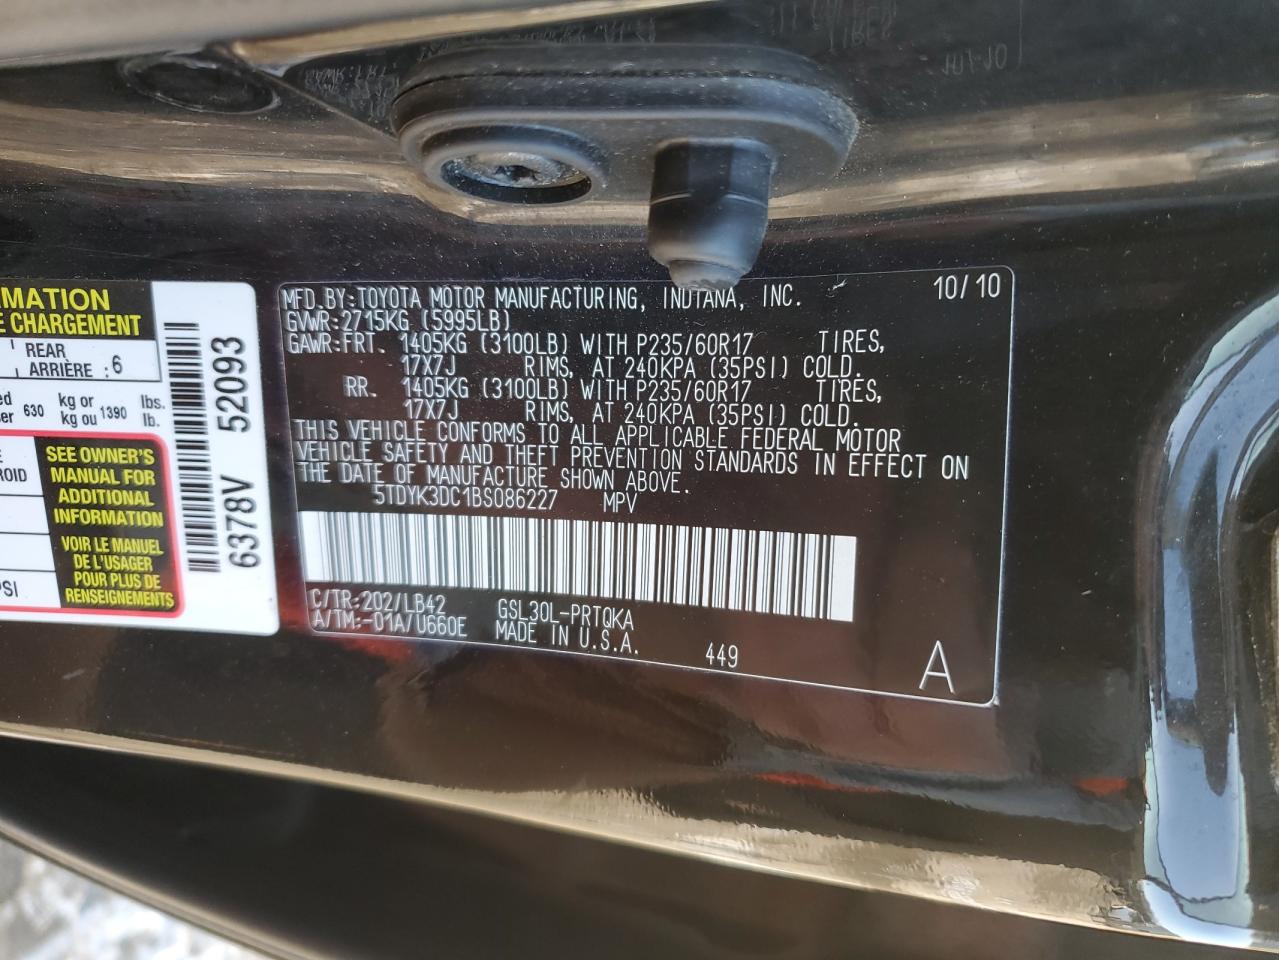 MATION
E CHARGEMENT
REAR
ARRIÈRE : 6
kg or lbs.
630 kg ou 1390 lb.
SEE OWNER'S
MANUAL FOR
ADDITIONAL
INFORMATION
VOIR LE MANUEL
DE L'USAGER
POUR PLUS DE
RENSEIGNEMENTS
PSI
6378V 52093
10/10
MFD.BY:TOYOTA MOTOR MANUFACTURING, INDIANA, INC.
GVWR:2715KG (5995LB)
GAWR:FRT. 1405KG (3100LB) WITH P235/60R17 TIRES,
17X7J RIMS, AT 240KPA (35PSI) COLD.
RR. 1405KG (3100LB) WITH P235/60R17 TIRES,
17X7J RIMS, AT 240KPA (35PSI) COLD.
THIS VEHICLE CONFORMS TO ALL APPLICABLE FEDERAL MOTOR
VEHICLE SAFETY AND THEFT PREVENTION STANDARDS IN EFFECT ON
THE DATE OF MANUFACTURE SHOWN ABOVE.
5TDYK3DC1BS086227 MPV
C/TR:202/LB42 GSL30L-PRTQKA
A/TM:-01A/U660E MADE IN U.S.A. 449
A